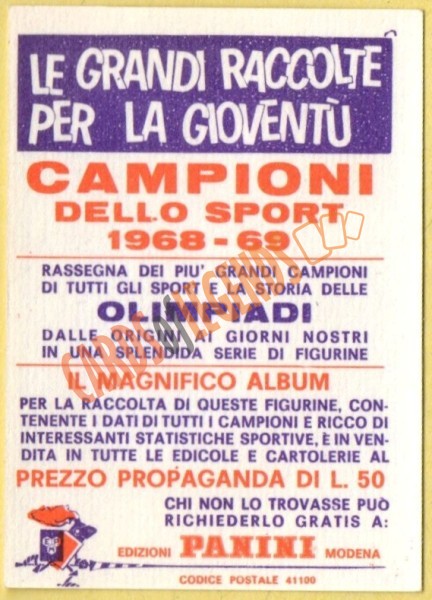 LE GRANDI RACCOLTE
PER LA GIOVENTÙ
CAMPIONI
DELLO SPORT
1968-69
RASSEGNA DEI PIU' GRANDI CAMPIONI
DI TUTTI GLI SPORT E LA STORIA DELLE
OLIMPIADI
DALLE ORIGINI AI GIORNI NOSTRI
IN UNA SPLENDIDA SERIE DI FIGURINE
IL MAGNIFICO ALBUM
PER LA RACCOLTA DI QUESTE FIGURINE, CON-
TENENTE I DATI DI TUTTI I CAMPIONI E RICCO DI
INTERESSANTI STATISTICHE SPORTIVE, È IN VEN-
DITA IN TUTTE LE EDICOLE E CARTOLERIE AL
PREZZO PROPAGANDA DI L. 50
CHI NON LO TROVASSE PUÒ
RICHIEDERLO GRATIS A:
EDIZIONI PANINI MODENA
CODICE POSTALE 41100
CARDS LEGENDS